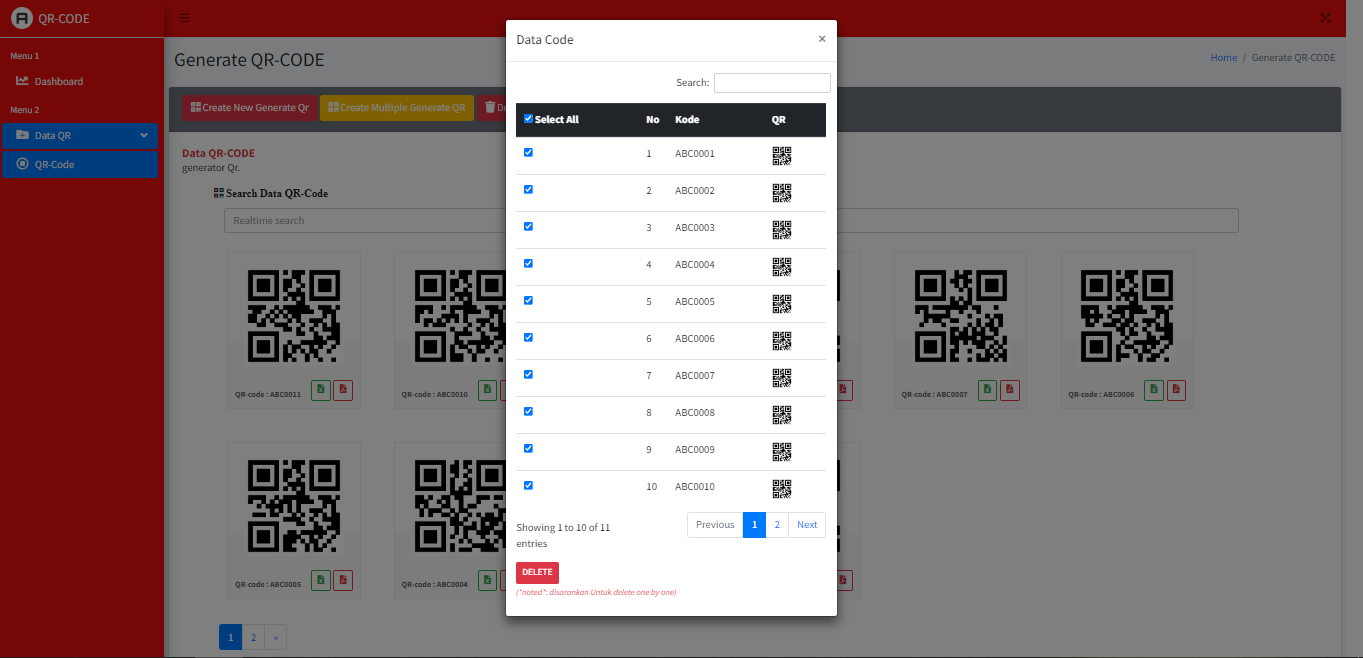 QR-CODE
Menu 1
Dashboard
Menu 2
Data QR
QR-Code
Generate QR-CODE
Home / Generate QR-CODE
Create New Generate Qr
Create Multiple Generate QR
Data QR-CODE
generator Qr.
Search Data QR-Code
Realtime search
QR-code : ABC0011
QR-code : ABC0010
QR-code : ABC0007
QR-code : ABC0006
QR-code : ABC0005
QR-code : ABC0004
1 2 »
Data Code ×
Search:
Select All No Kode QR
1 ABC0001
2 ABC0002
3 ABC0003
4 ABC0004
5 ABC0005
6 ABC0006
7 ABC0007
8 ABC0008
9 ABC0009
10 ABC0010
Showing 1 to 10 of 11
entries
Previous 1 2 Next
DELETE
(*noted*: disarankan Untuk delete one by one)